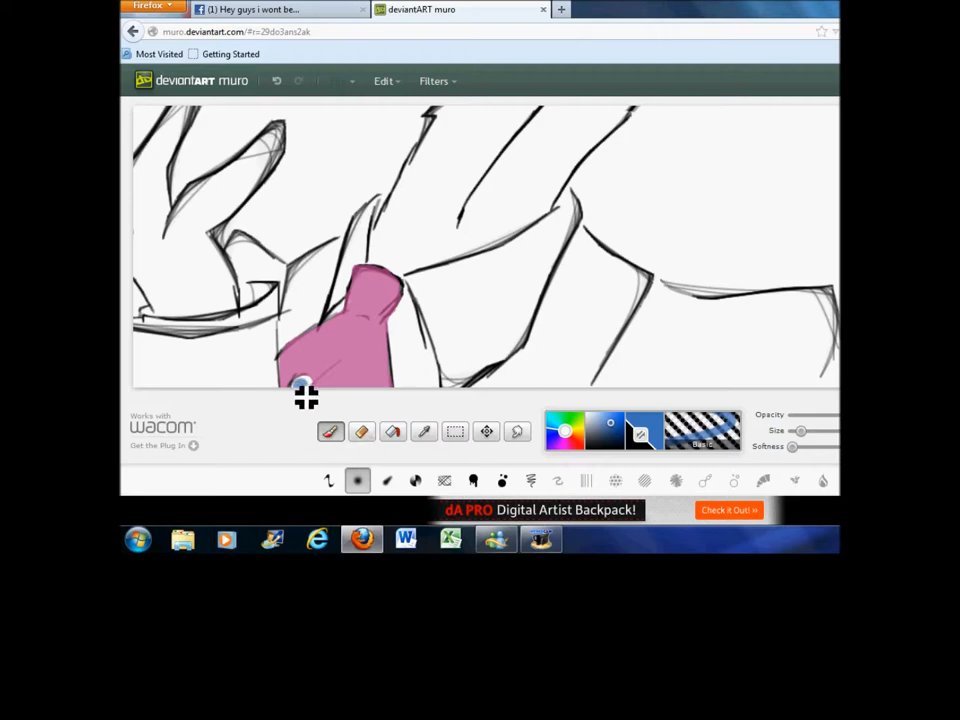 Firefox
(1) Hey guys i wont be...
deviantART muro
muro.deviantart.com/#r=29do3ans2ak
Most Visited
Getting Started
deviantART muro
Edit
Filters
Works with
wacom
Get the Plug In
Basic
Opacity
Size
Softness
dA PRO Digital Artist Backpack!
Check it Out! »